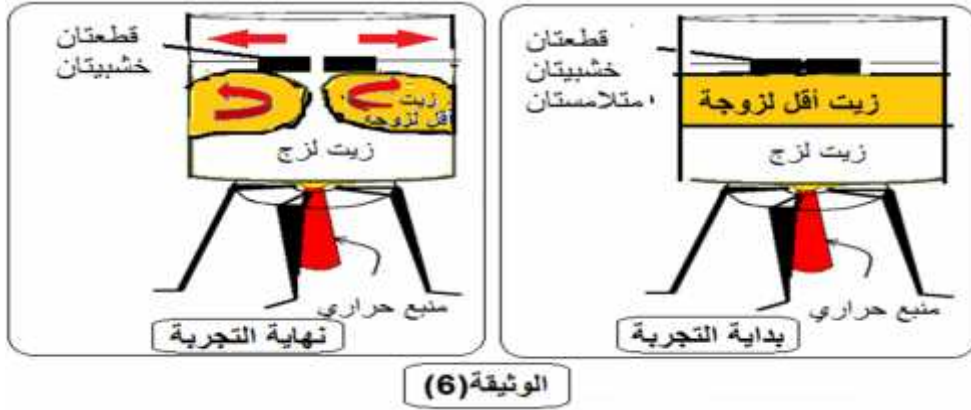 قطعتان
خشبيتان
متلامستان
زيت أقل لزوجة
زيت لزج
منبع حراري
بداية التجربة
قطعتان
خشبيتان
زيت
أقل لزوجة
زيت لزج
منبع حراري
نهاية التجربة
الوثيقة(6)